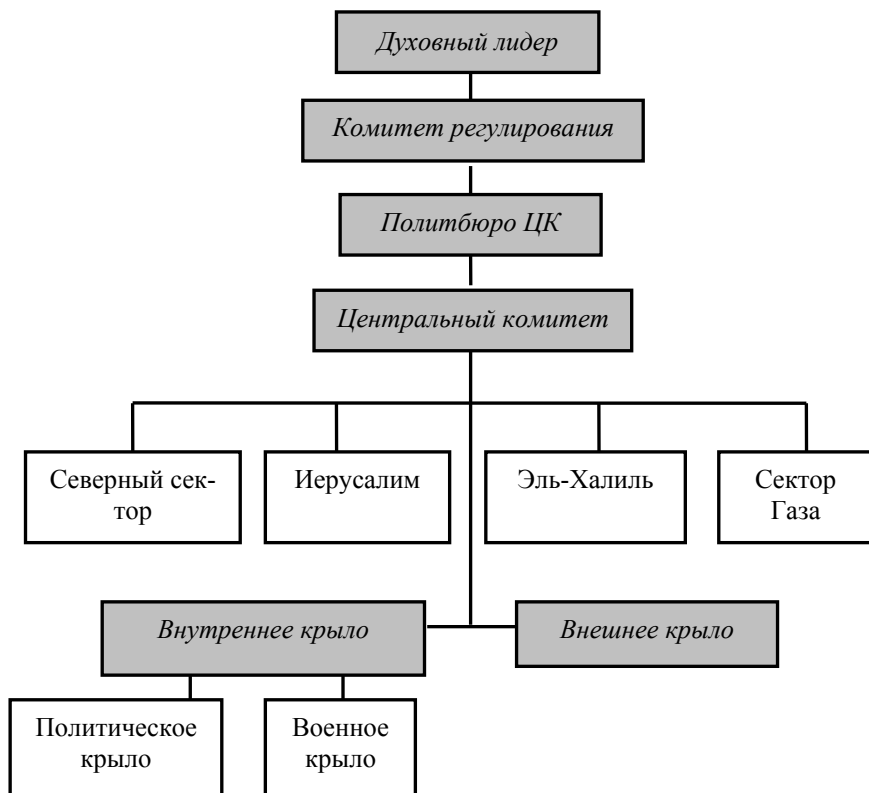 Духовный лидер
Комитет регулирования
Политбюро ЦК
Центральный комитет
Северный сек-
тор
Иерусалим
Эль-Халиль
Сектор
Газа
Внутреннее крыло
Внешнее крыло
Политическое
крыло
Военное
крыло